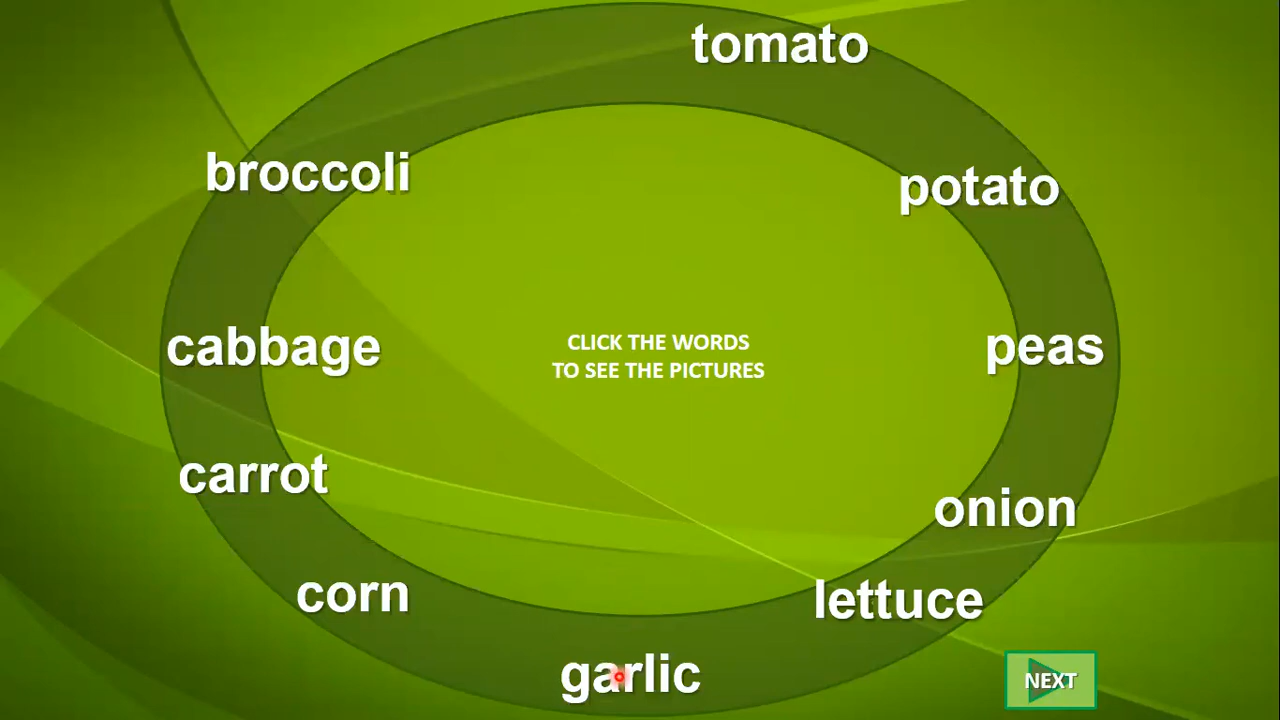 tomato
broccoli
potato
cabbage
CLICK THE WORDS
TO SEE THE PICTURES
peas
carrot
onion
corn
lettuce
garlic
NEXT